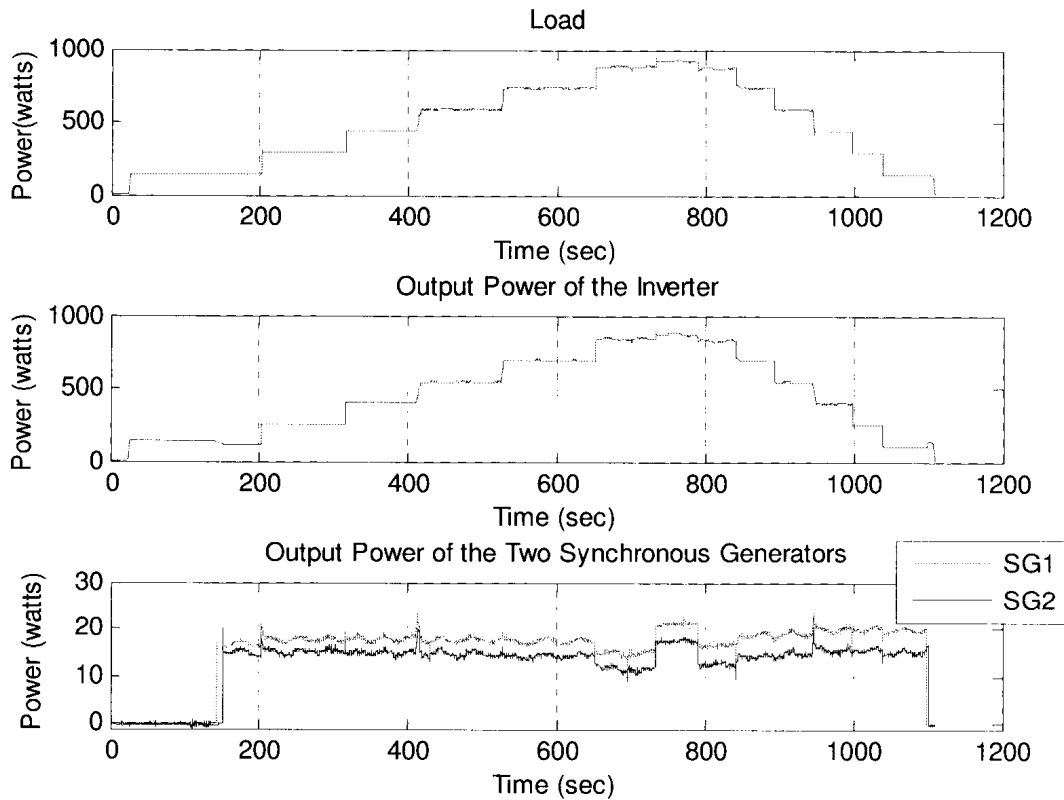 Load
Power(watts)
1000
500
0
0 200 400 600 800 1000 1200
Time (sec)
Output Power of the Inverter
Power (watts)
1000
500
0
0 200 400 600 800 1000 1200
Time (sec)
Output Power of the Two Synchronous Generators
SG1
SG2
Power (watts)
30
20
10
0
0 200 400 600 800 1000 1200
Time (sec)